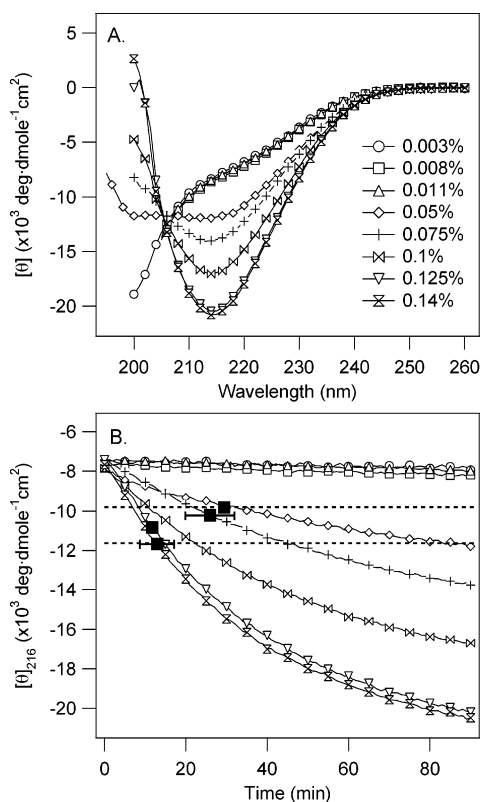 A.
5
0
-5
-10
-15
-20
[θ] (x10³ deg·dmole⁻¹cm²)
0.003%
0.008%
0.011%
0.05%
0.075%
0.1%
0.125%
0.14%
200 210 220 230 240 250 260
Wavelength (nm)
B.
-6
-8
-10
-12
-14
-16
-18
-20
[θ]₂₁₆ (x10³ deg·dmole⁻¹cm²)
0 20 40 60 80
Time (min)